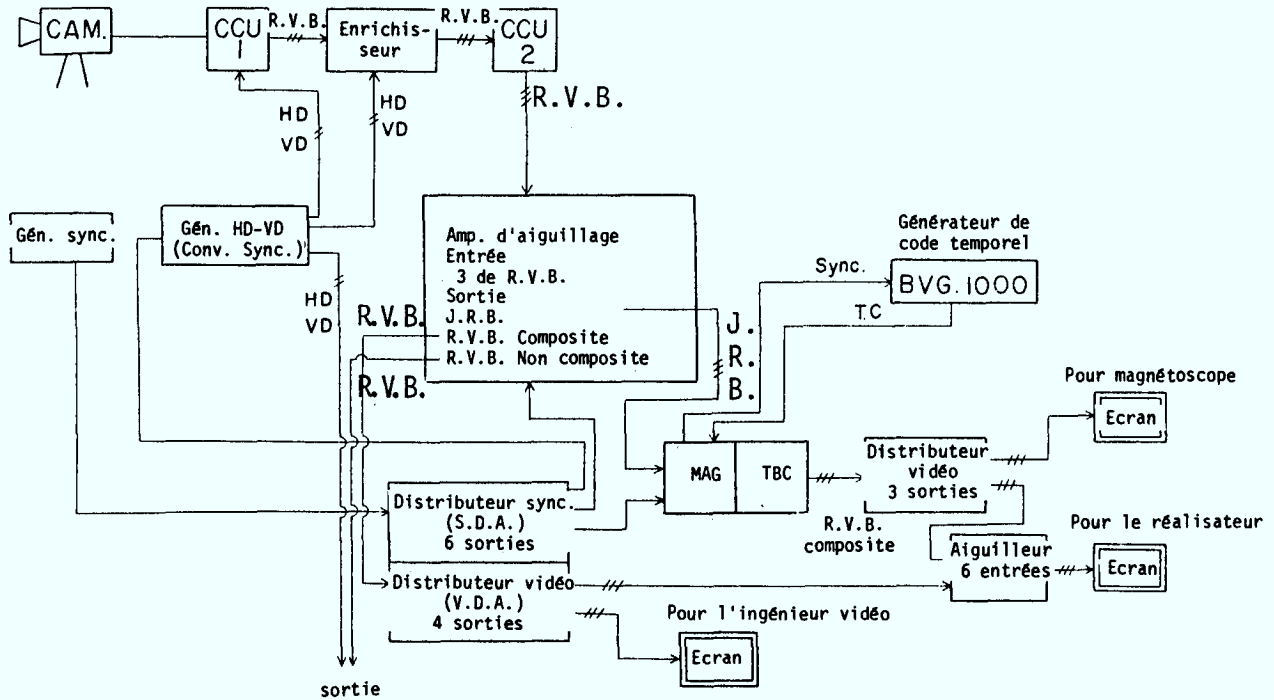 CAM.
CCU
1
R.V.B.
Enrichis-
seur
R.V.B.
CCU
2
R.V.B.
HD
VD
HD
VD
Gén. sync.
Gén. HD-VD
(Conv. Sync.)
HD
VD
Amp. d'aiguillage
Entrée
3 de R.V.B.
Sortie
J.R.B.
R.V.B. Composite
R.V.B. Non composite
R.V.B.
R.V.B.
J.
R.
B.
Générateur de
code temporel
Sync.
BVG.1000
TC
Pour magnétoscope
Ecran
MAG
TBC
Distributeur
vidéo
3 sorties
R.V.B.
composite
Distributeur sync.
(S.D.A.)
6 sorties
Pour le réalisateur
Aiguilleur
6 entrées
Ecran
Distributeur vidéo
(V.D.A.)
4 sorties
Pour l'ingénieur vidéo
Ecran
sortie